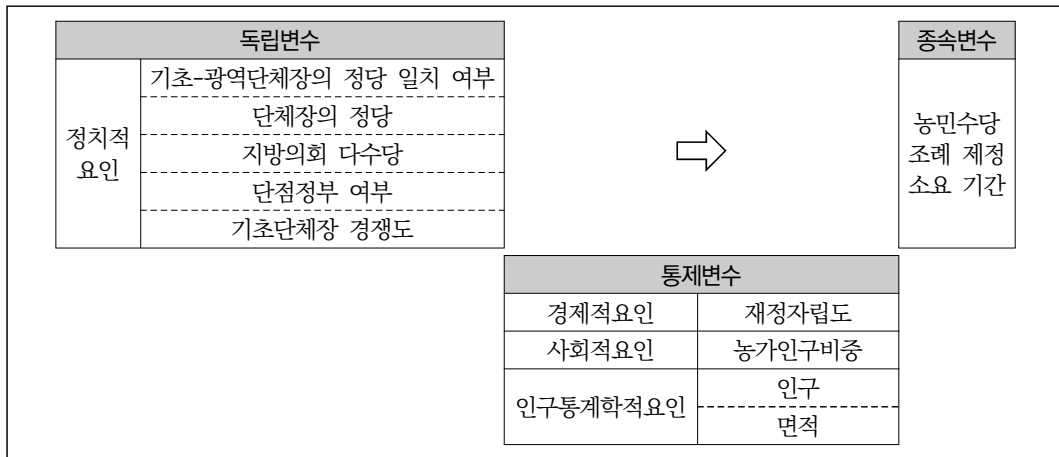 독립변수
정치적
요인
기초-광역단체장의 정당 일치 여부
단체장의 정당
지방의회 다수당
단점정부 여부
기초단체장 경쟁도
종속변수
농민수당
조례 제정
소요 기간
통제변수
경제적요인 재정자립도
사회적요인 농가인구비중
인구통계학적요인
인구
면적